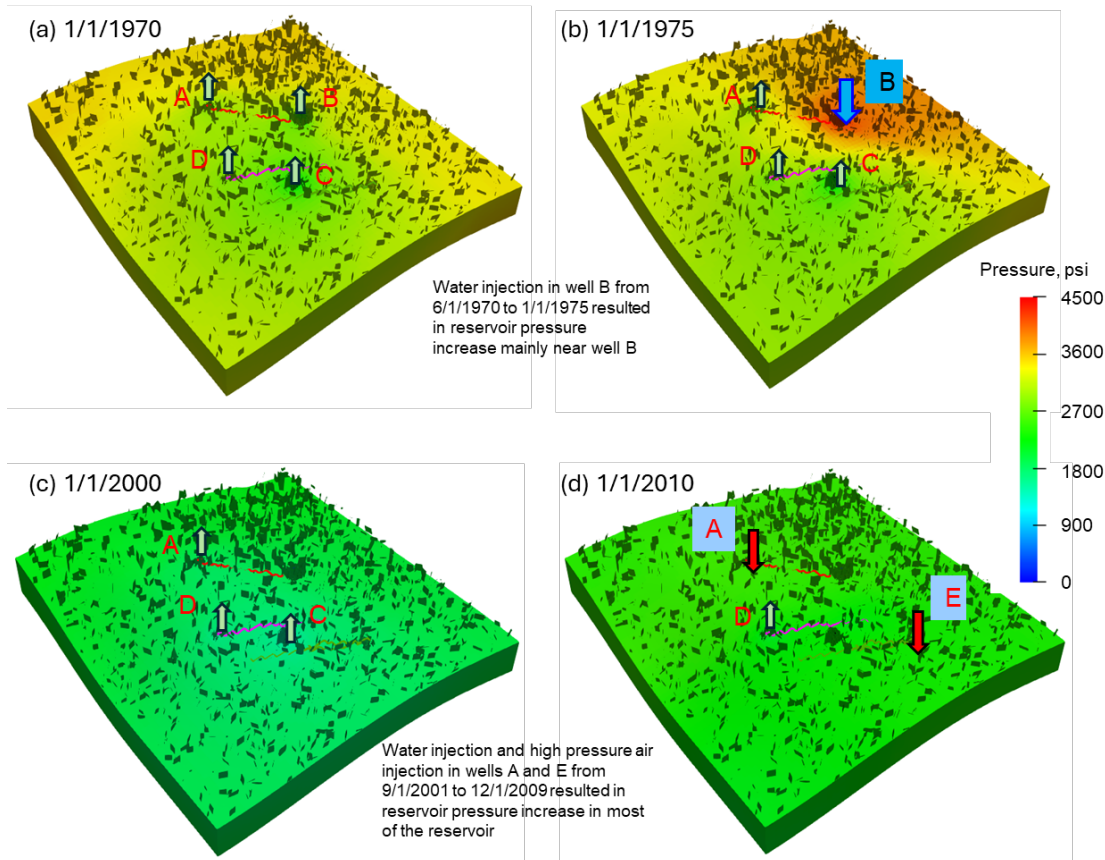 (a) 1/1/1970
A
B
D
C
(b) 1/1/1975
A
B
D
C
Water injection in well B from
6/1/1970 to 1/1/1975 resulted
in reservoir pressure
increase mainly near well B
Pressure, psi
4500
3600
2700
1800
900
0
(c) 1/1/2000
A
D
C
(d) 1/1/2010
A
E
D
Water injection and high pressure air
injection in wells A and E from
9/1/2001 to 12/1/2009 resulted in
reservoir pressure increase in most
of the reservoir